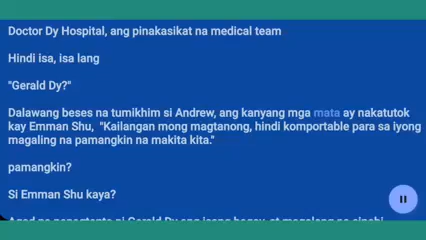 Doctor Dy Hospital, ang pinakasikat na medical team
Hindi isa, isa lang
"Gerald Dy?"
Dalawang beses na tumikhim si Andrew, ang kanyang mga mata ay nakatutok
kay Emman Shu, "Kailangan mong magtanong, hindi komportable para sa iyong
magaling na pamangkin na makita kita."
pamangkin?
Si Emman Shu kaya?